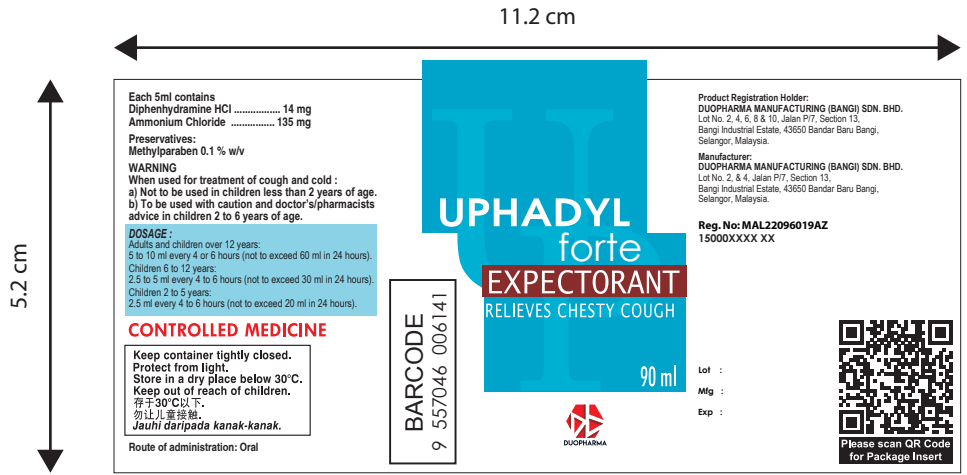 11.2 cm
5.2 cm
Each 5ml contains
Diphenhydramine HCl ................. 14 mg
Ammonium Chloride ................ 135 mg
Preservatives:
Methylparaben 0.1 % w/v
WARNING
When used for treatment of cough and cold :
a) Not to be used in children less than 2 years of age.
b) To be used with caution and doctor's/pharmacists
advice in children 2 to 6 years of age.
DOSAGE :
Adults and children over 12 years:
5 to 10 ml every 4 or 6 hours (not to exceed 60 ml in 24 hours).
Children 6 to 12 years:
2.5 to 5 ml every 4 to 6 hours (not to exceed 30 ml in 24 hours).
Children 2 to 5 years:
2.5 ml every 4 to 6 hours (not to exceed 20 ml in 24 hours).
CONTROLLED MEDICINE
Keep container tightly closed.
Protect from light.
Store in a dry place below 30°C.
Keep out of reach of children.
存于30°C以下.
勿让儿童接触.
Jauhi daripada kanak-kanak.
Route of administration: Oral
BARCODE
9 557046 006141
UPHADYL
forte
EXPECTORANT
RELIEVES CHESTY COUGH
90 ml
DUOPHARMA
Product Registration Holder:
DUOPHARMA MANUFACTURING (BANGI) SDN. BHD.
Lot No. 2, 4, 6, 8 & 10, Jalan P/7, Section 13,
Bangi Industrial Estate, 43650 Bandar Baru Bangi,
Selangor, Malaysia.
Manufacturer:
DUOPHARMA MANUFACTURING (BANGI) SDN. BHD.
Lot No. 2, & 4, Jalan P/7, Section 13,
Bangi Industrial Estate, 43650 Bandar Baru Bangi,
Selangor, Malaysia.
Reg. No: MAL22096019AZ
15000XXXX XX
Lot :
Mfg :
Exp :
Please scan QR Code
for Package Insert